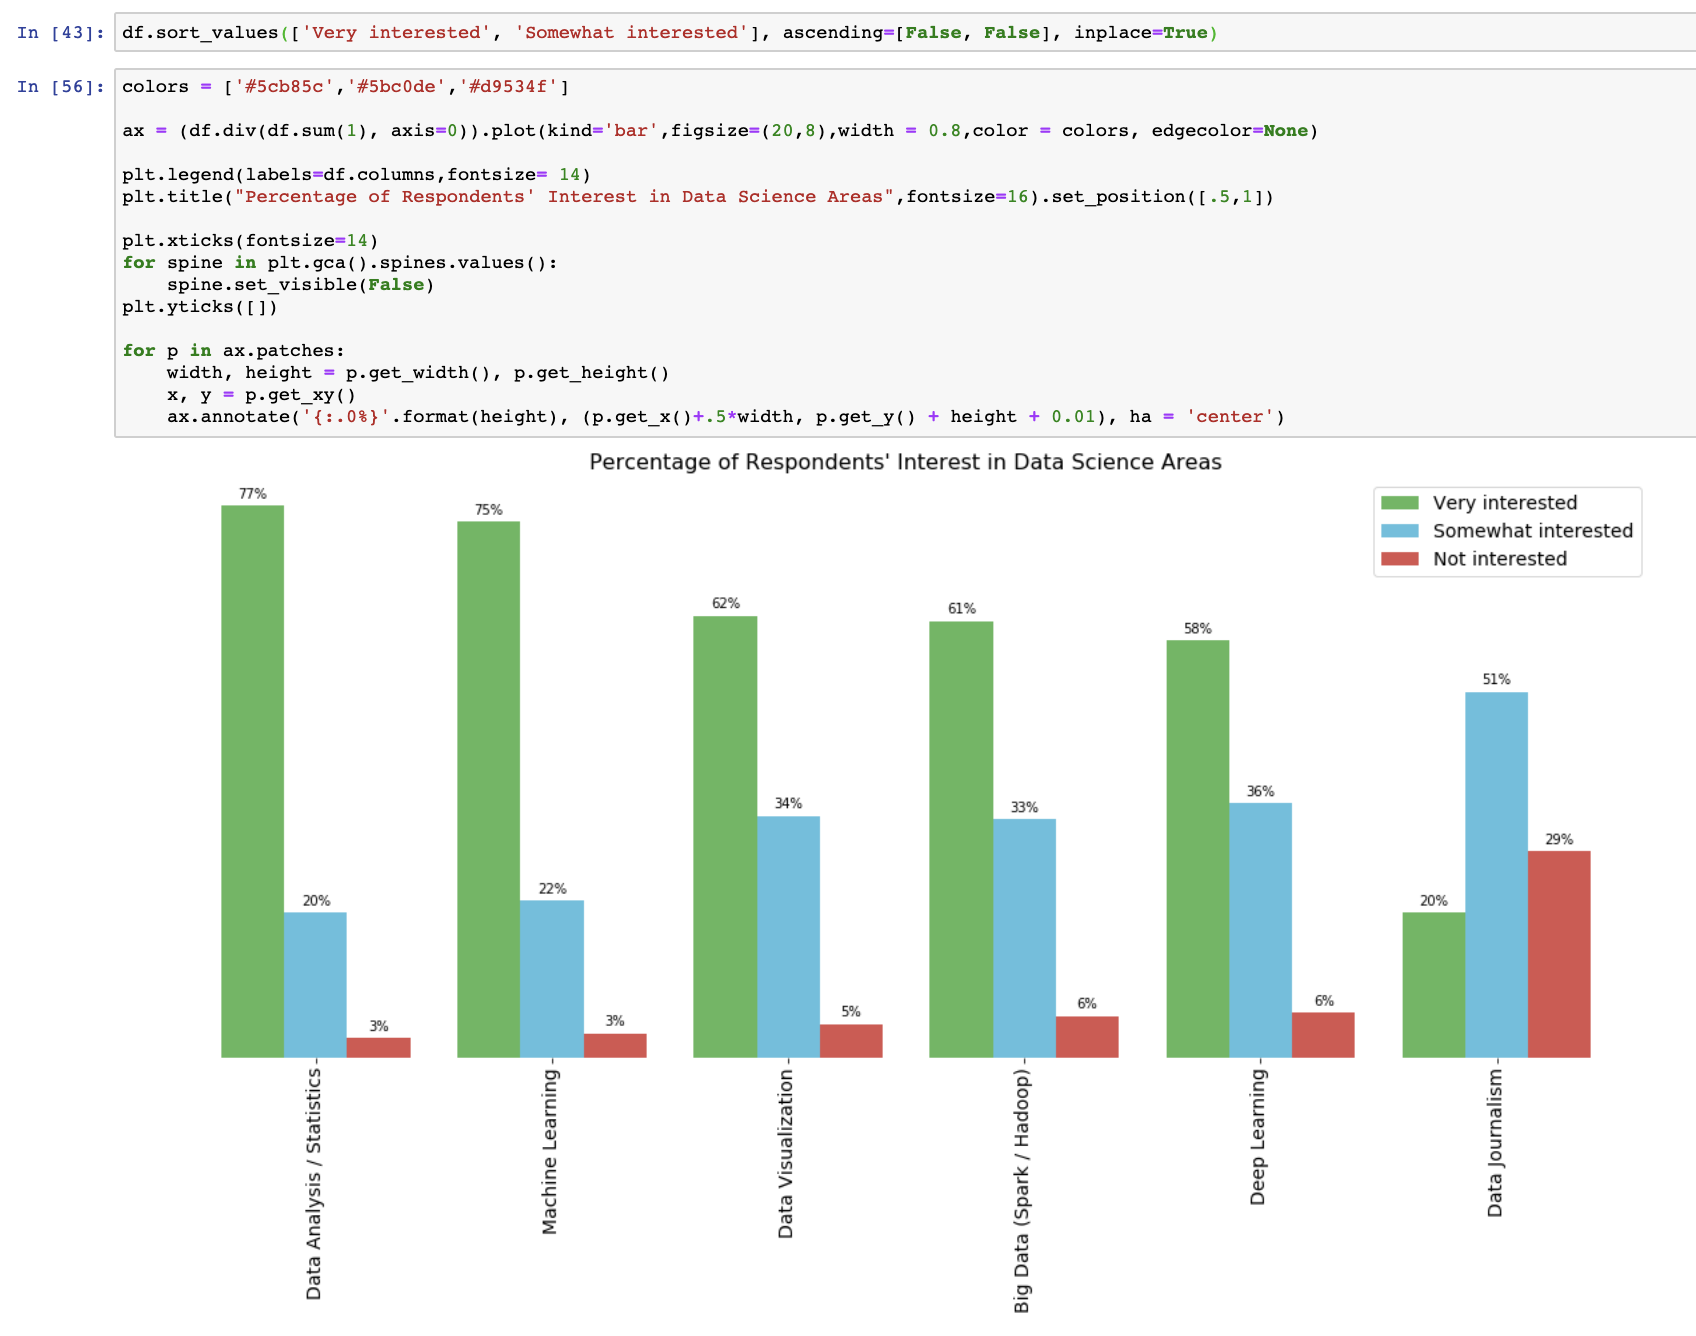 In [43]: df.sort_values(['Very interested', 'Somewhat interested'], ascending=[False, False], inplace=True)
In [56]: colors = ['#5cb85c','#5bc0de','#d9534f']
ax = (df.div(df.sum(1), axis=0)).plot(kind='bar',figsize=(20,8),width = 0.8,color = colors, edgecolor=None)
plt.legend(labels=df.columns,fontsize= 14)
plt.title("Percentage of Respondents' Interest in Data Science Areas",fontsize=16).set_position([.5,1])
plt.xticks(fontsize=14)
for spine in plt.gca().spines.values():
    spine.set_visible(False)
plt.yticks([])
for p in ax.patches:
    width, height = p.get_width(), p.get_height()
    x, y = p.get_xy()
    ax.annotate('{:.0%}'.format(height), (p.get_x()+.5*width, p.get_y() + height + 0.01), ha = 'center')
Percentage of Respondents' Interest in Data Science Areas
Very interested
Somewhat interested
Not interested
77%
20%
3%
75%
22%
3%
62%
34%
5%
61%
33%
6%
58%
36%
6%
20%
51%
29%
Data Analysis / Statistics
Machine Learning
Data Visualization
Big Data (Spark / Hadoop)
Deep Learning
Data Journalism